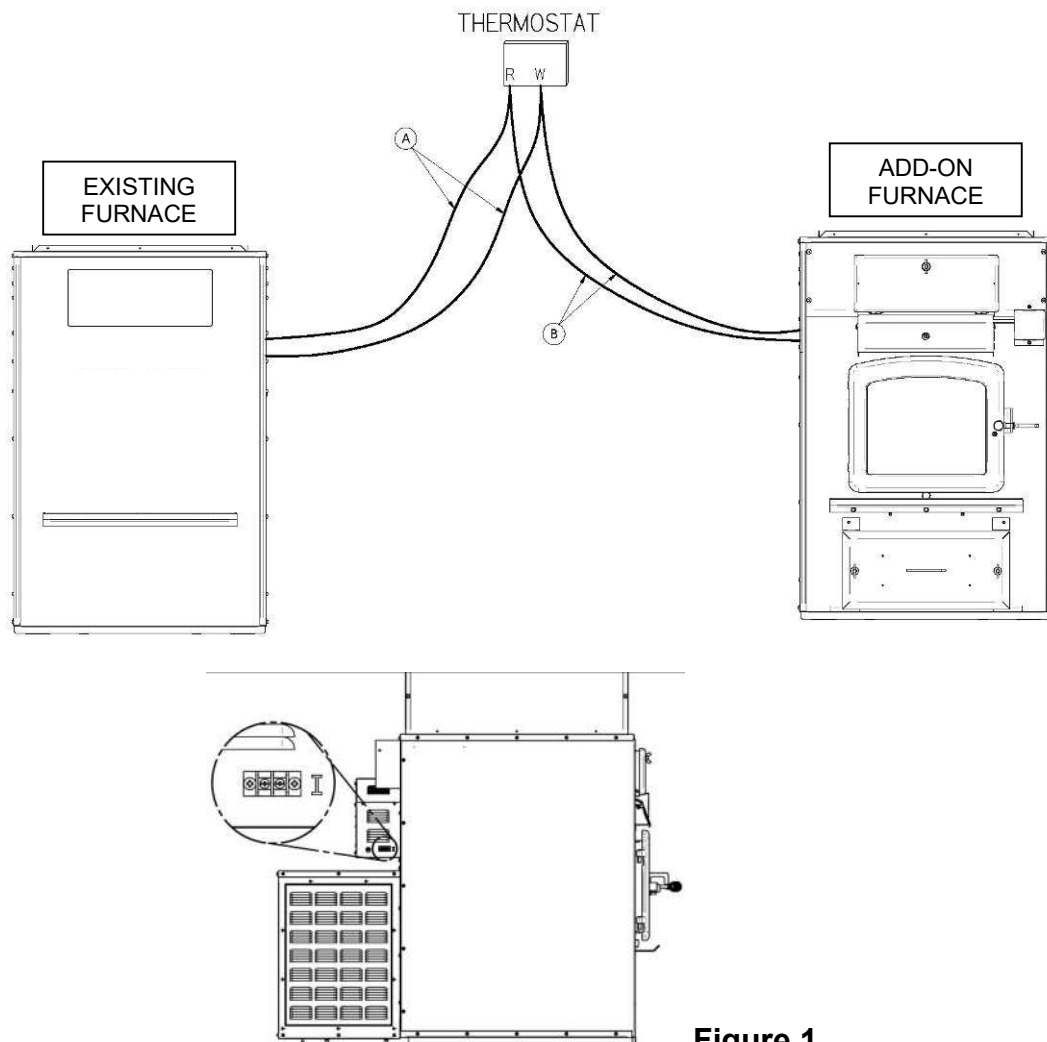 THERMOSTAT
R W
A
EXISTING
FURNACE
ADD-ON
FURNACE
B
I
Figure 1